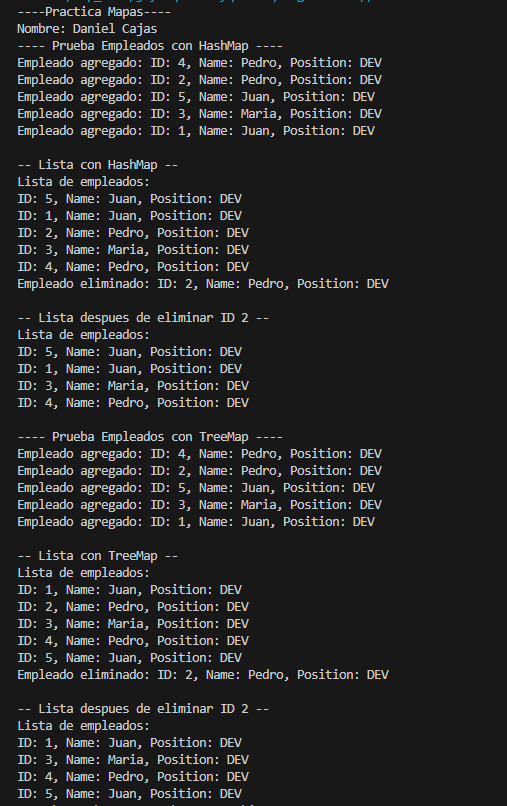 ----Practica Mapas----
Nombre: Daniel Cajas
---- Prueba Empleados con HashMap ----
Empleado agregado: ID: 4, Name: Pedro, Position: DEV
Empleado agregado: ID: 2, Name: Pedro, Position: DEV
Empleado agregado: ID: 5, Name: Juan, Position: DEV
Empleado agregado: ID: 3, Name: Maria, Position: DEV
Empleado agregado: ID: 1, Name: Juan, Position: DEV
-- Lista con HashMap --
Lista de empleados:
ID: 5, Name: Juan, Position: DEV
ID: 1, Name: Juan, Position: DEV
ID: 2, Name: Pedro, Position: DEV
ID: 3, Name: Maria, Position: DEV
ID: 4, Name: Pedro, Position: DEV
Empleado eliminado: ID: 2, Name: Pedro, Position: DEV
-- Lista despues de eliminar ID 2 --
Lista de empleados:
ID: 5, Name: Juan, Position: DEV
ID: 1, Name: Juan, Position: DEV
ID: 3, Name: Maria, Position: DEV
ID: 4, Name: Pedro, Position: DEV
---- Prueba Empleados con TreeMap ----
Empleado agregado: ID: 4, Name: Pedro, Position: DEV
Empleado agregado: ID: 2, Name: Pedro, Position: DEV
Empleado agregado: ID: 5, Name: Juan, Position: DEV
Empleado agregado: ID: 3, Name: Maria, Position: DEV
Empleado agregado: ID: 1, Name: Juan, Position: DEV
-- Lista con TreeMap --
Lista de empleados:
ID: 1, Name: Juan, Position: DEV
ID: 2, Name: Pedro, Position: DEV
ID: 3, Name: Maria, Position: DEV
ID: 4, Name: Pedro, Position: DEV
ID: 5, Name: Juan, Position: DEV
Empleado eliminado: ID: 2, Name: Pedro, Position: DEV
-- Lista despues de eliminar ID 2 --
Lista de empleados:
ID: 1, Name: Juan, Position: DEV
ID: 3, Name: Maria, Position: DEV
ID: 4, Name: Pedro, Position: DEV
ID: 5, Name: Juan, Position: DEV